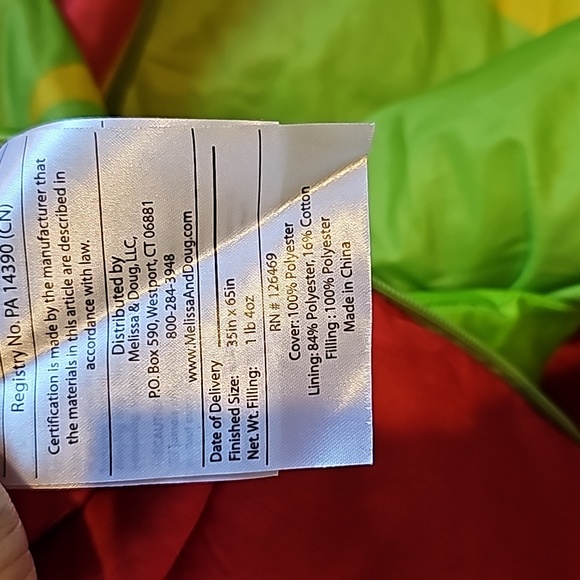 Registry No. PA 14390 (CN)
Certification is made by the manufacturer that
the materials in this article are described in
accordance with law.
Distributed by
Melissa & Doug, LLC,
P.O. Box 590, Westport, CT 06881
800-284-3948
www.MelissaAndDoug.com
Date of Delivery
Finished Size: 35in x 65in
Net. Wt. Filling: 1 lb 4oz
RN # 126469
Cover: 100% Polyester
Lining: 84% Polyester, 16% Cotton
Filling : 100% Polyester
Made In China